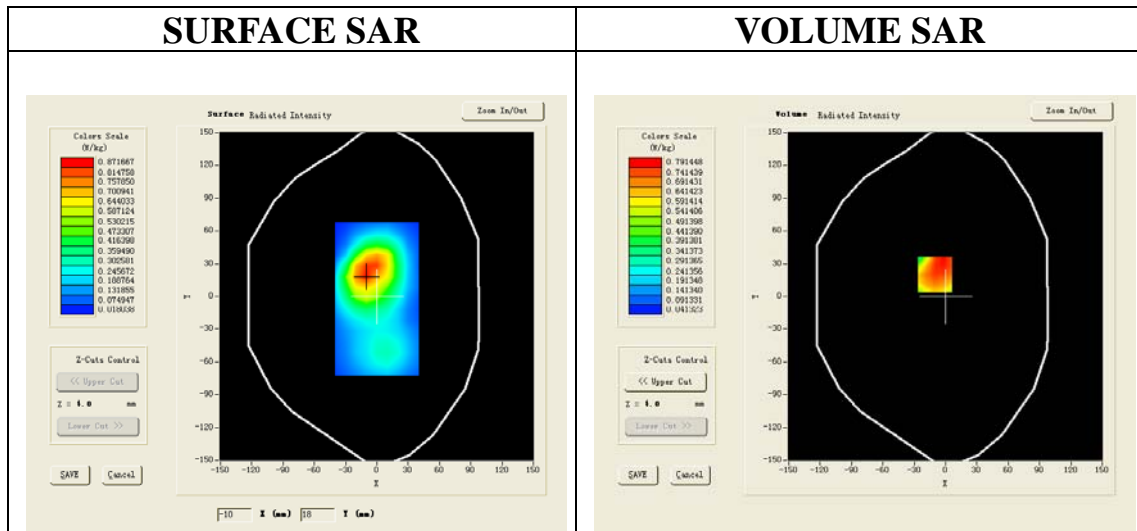 SURFACE SAR
VOLUME SAR
Surface Radiated Intensity
Zoom In/Out
Colors Scale
(W/kg)
0.871667
0.814758
0.757850
0.700941
0.644033
0.587124
0.530215
0.473307
0.416398
0.359490
0.302581
0.245672
0.188764
0.131855
0.074947
0.018038
Z-Cuts Control
<< Upper Cut
Z = 4.0 mm
Lower Cut >>
SAVE Cancel
150
120
90
60
30
Y 0
-30
-60
-90
-120
-150
-150 -120 -90 -60 -30 0 30 60 90 120 150
X
-10 X (mm) 18 Y (mm)
Volume Radiated Intensity
Zoom In/Out
Colors Scale
(W/kg)
0.791448
0.741439
0.691431
0.641423
0.591414
0.541406
0.491398
0.441390
0.391381
0.341373
0.291365
0.241356
0.191348
0.141340
0.091331
0.041323
Z-Cuts Control
<< Upper Cut
Z = 4.0 mm
Lower Cut >>
SAVE Cancel
150
120
90
60
30
Y 0
-30
-60
-90
-120
-150
-150 -120 -90 -60 -30 0 30 60 90 120 150
X